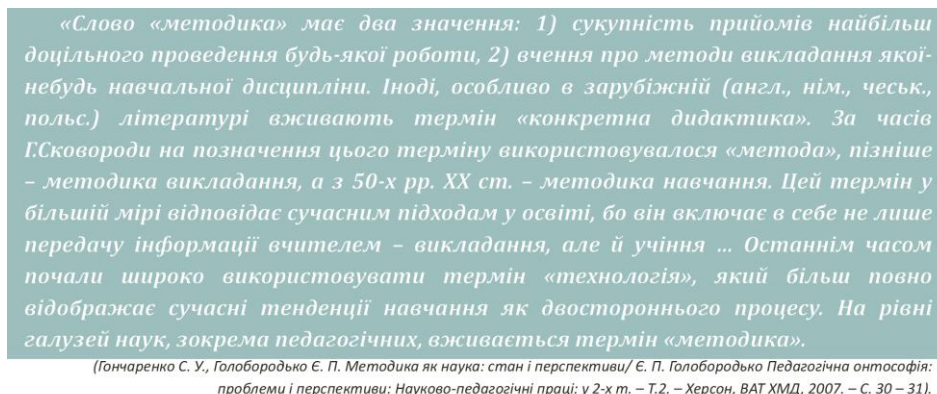 «Слово «методика» має два значення: 1) сукупність прийомів найбільш
доцільного проведення будь-якої роботи, 2) вчення про методи викладання якої-
небудь навчальної дисципліни. Іноді, особливо в зарубіжній (англ., нім., чеськ.,
польс.) літературі вживають термін «конкретна дидактика». За часів
Г.Сковороди на позначення цього терміну використовувалося «метода», пізніше
– методика викладання, а з 50-х рр. ХХ ст. – методика навчання. Цей термін у
більшій мірі відповідає сучасним підходам у освіті, бо він включає в себе не лише
передачу інформації вчителем – викладання, але й учіння ... Останнім часом
почали широко використовувати термін «технологія», який більш повно
відображає сучасні тенденції навчання як двостороннього процесу. На рівні
галузей наук, зокрема педагогічних, вживається термін «методика».
(Гончаренко С. У., Голобородько Є. П. Методика як наука: стан і перспективи/ Є. П. Голобородько Педагогічна онтософія:
проблеми і перспективи: Науково-педагогічні праці: у 2-х т. – Т.2. – Херсон, ВАТ ХМД, 2007. – С. 30 – 31).